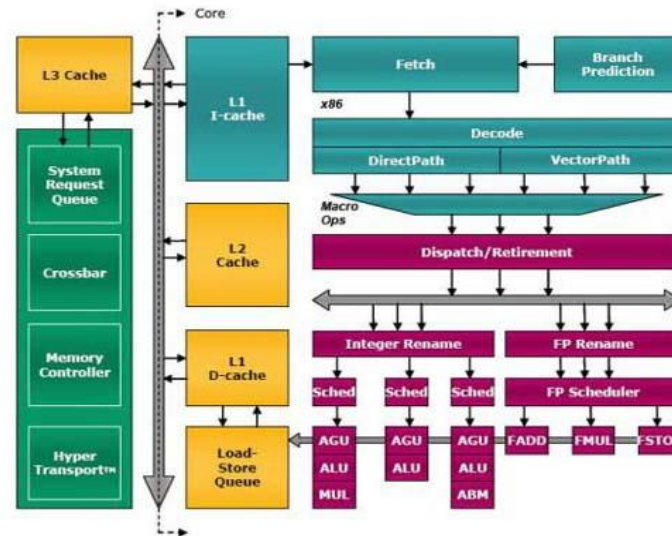 Core
L3 Cache
System
Request
Queue
Crossbar
Memory
Controller
Hyper
Transport™
L1
I-cache
L2
Cache
L1
D-cache
Load-
Store
Queue
Fetch
Branch
Prediction
x86
Decode
DirectPath
VectorPath
Macro
Ops
Dispatch/Retirement
Integer Rename
FP Rename
Sched
Sched
Sched
FP Scheduler
AGU
AGU
AGU
FADD
FMUL
FSTO
ALU
ALU
ALU
MUL
ABM